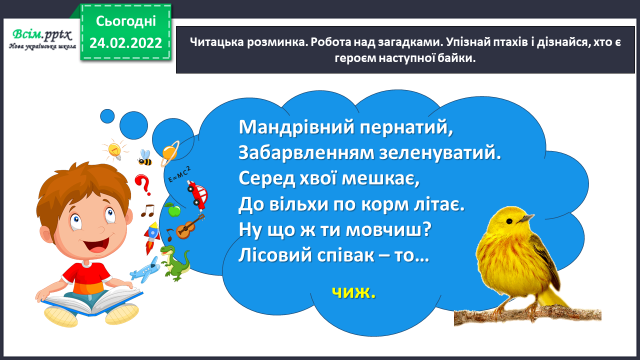 Всім.pptx
Нова українська школа
Сьогодні
24.02.2022
Читацька розминка. Робота над загадками. Упізнай птахів і дізнайся, хто є
героєм наступної байки.
Мандрівний пернатий,
Забарвленням зеленуватий.
Серед хвої мешкає,
До вільхи по корм літає.
Ну що ж ти мовчиш?
Лісовий співак – то…
чиж.
E=MC2